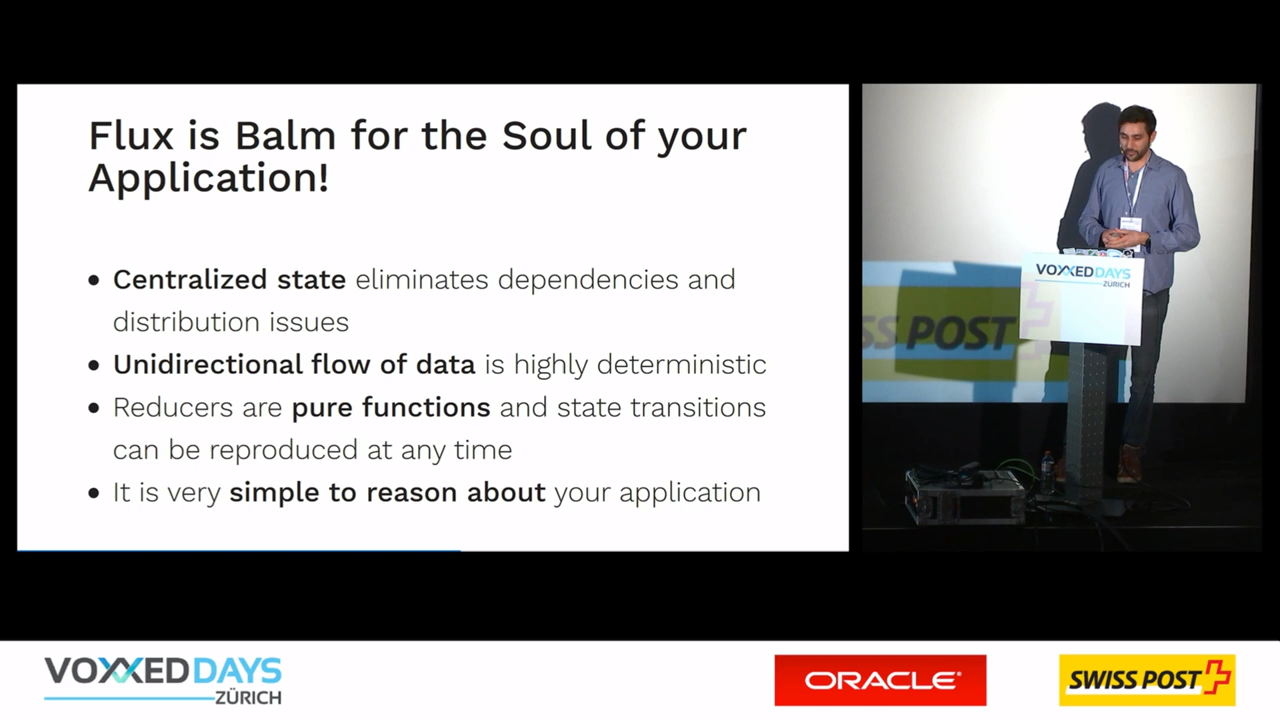 Flux is Balm for the Soul of your
Application!
• Centralized state eliminates dependencies and
distribution issues
• Unidirectional flow of data is highly deterministic
• Reducers are pure functions and state transitions
can be reproduced at any time
• It is very simple to reason about your application
VOXXED DAYS
ZÜRICH
SS POST
VOXXED DAYS
ZÜRICH
ORACLE
SWISS POST